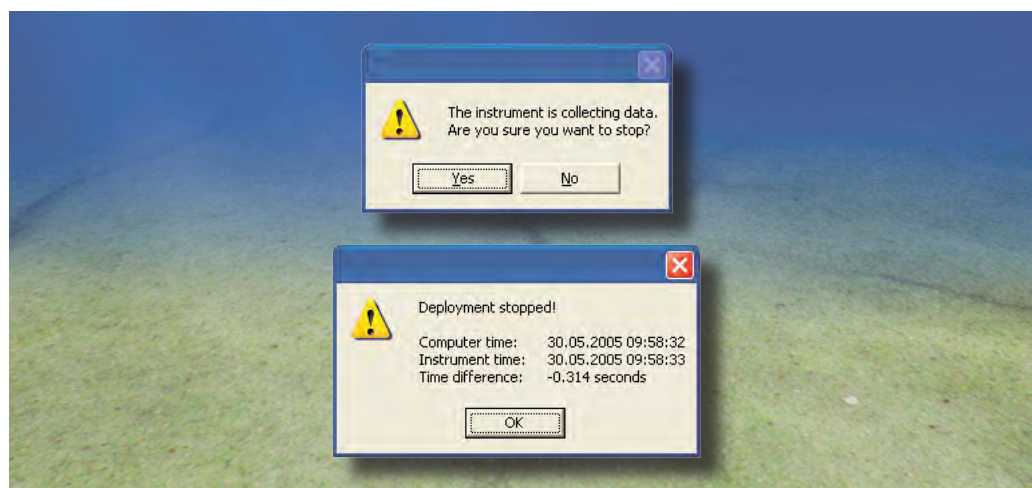 The instrument is collecting data.
Are you sure you want to stop?
Yes No
Deployment stopped!
Computer time: 30.05.2005 09:58:32
Instrument time: 30.05.2005 09:58:33
Time difference: -0.314 seconds
OK